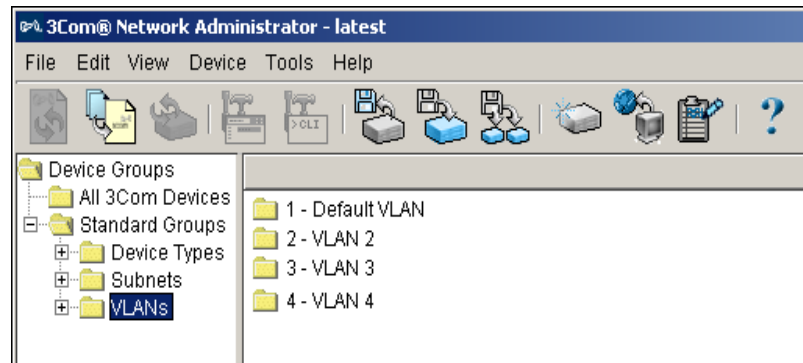 3Com® Network Administrator - latest
File Edit View Device Tools Help
>CLI
?
Device Groups
All 3Com Devices
Standard Groups
Device Types
Subnets
VLANs
1 - Default VLAN
2 - VLAN 2
3 - VLAN 3
4 - VLAN 4